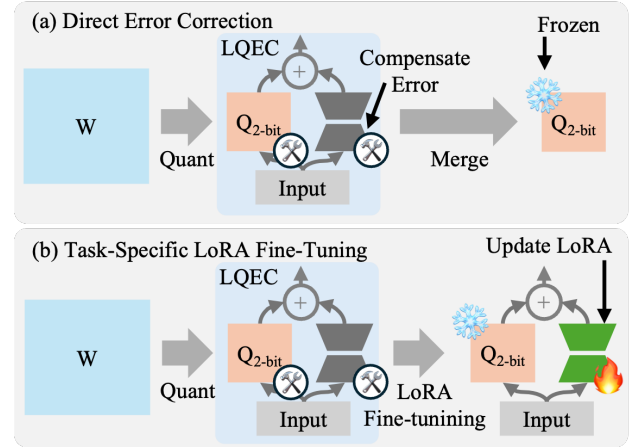 (a) Direct Error Correction
LQEC
Compensate
Error
Frozen
W
Quant
Q2-bit
+
Input
Merge
Q2-bit
(b) Task-Specific LoRA Fine-Tuning
Update LoRA
LQEC
W
Quant
Q2-bit
+
Input
LoRA
Fine-tunining
+
Q2-bit
Input